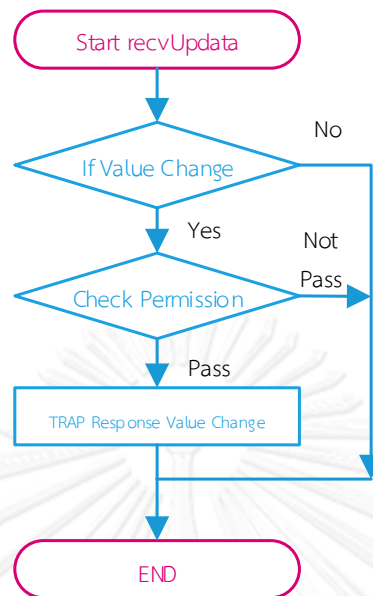 Start recvUpdata
No
If Value Change
Yes
Not
Pass
Check Permission
Pass
TRAP Response Value Change
END